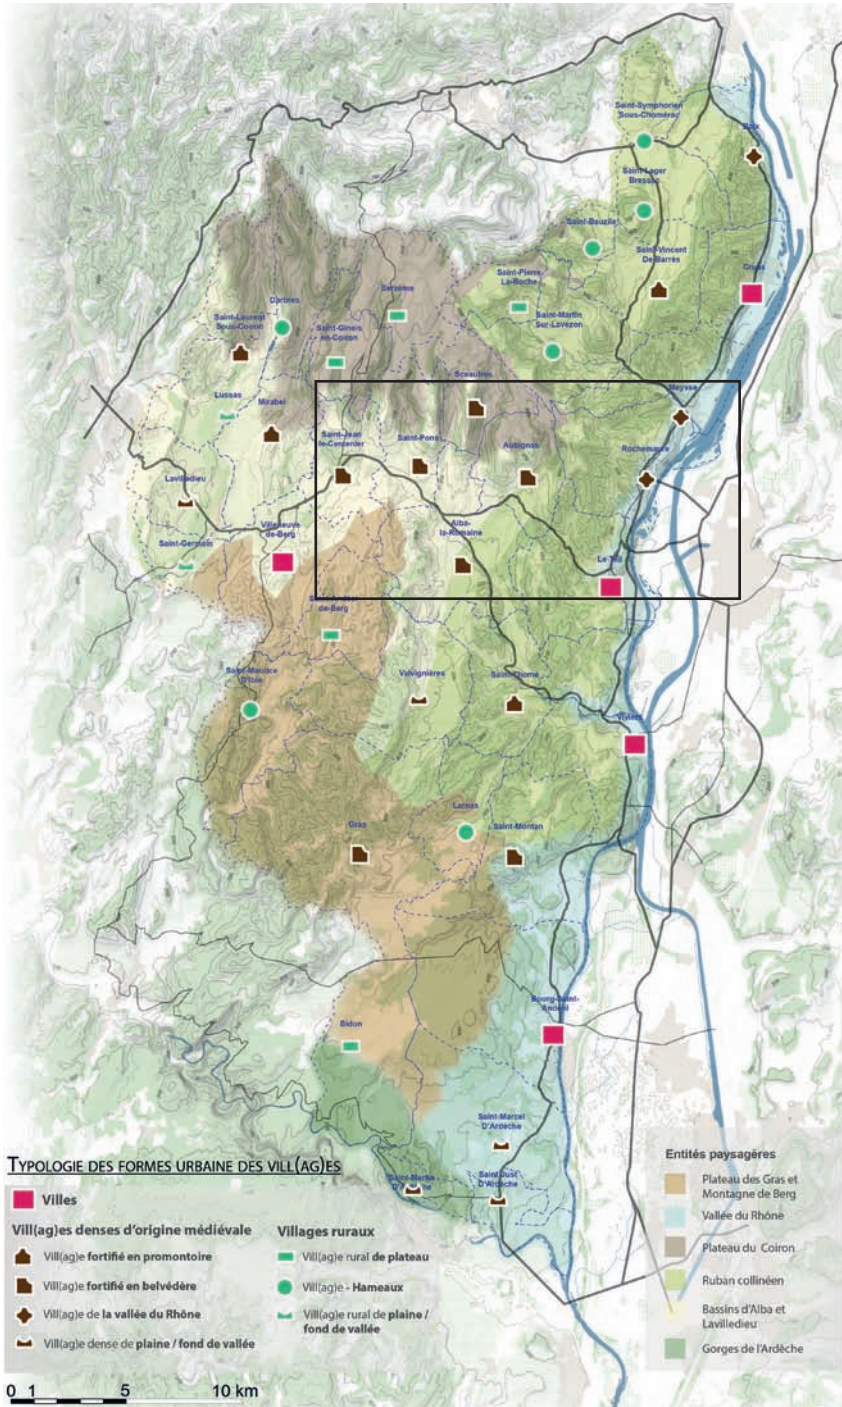 Saint-Symphorien
Sous-Chomérac
Baix
Saint-Lager
Bressac
Saint-Bauzile
Saint-Vincent
De-Barrès
Cruas
Saint-Pierre
La-Roche
Saint-Martin
Sur-Lavezon
Berzème
Darbres
Saint-Laurent
Sous-Coiron
Saint-Gineis
en-Coiron
Sceautres
Meysse
Lussas
Mirabel
Saint-Jean
le-Centenier
Saint-Pons
Aubignas
Rochemaure
Lavilledieu
Villeneuve
de-Berg
Alba-
la-Romaine
Saint-Germain
Le Teil
de-Berg
Saint-Maurice
D'Ibie
Valvignières
Saint-Thomé
Viviers
Larnas
Gras
Saint-Montan
Bourg-Saint-
Andéol
Bidon
Saint-Marcel
D'Ardèche
Saint-Just
D'Ardèche
Saint-Martin
D'Ardèche
TYPOLOGIE DES FORMES URBAINE DES VILL(AG)ES
Villes
Vill(ag)es denses d'origine médiévale
Vill(ag)e fortifié en promontoire
Vill(ag)e fortifié en belvédère
Vill(ag)e de la vallée du Rhône
Vill(ag)e dense de plaine / fond de vallée
Villages ruraux
Vill(ag)e rural de plateau
Vill(ag)e - Hameaux
Vill(ag)e rural de plaine /
fond de vallée
0 1 5 10 km
Entités paysagères
Plateau des Gras et
Montagne de Berg
Vallée du Rhône
Plateau du Coiron
Ruban collinéen
Bassins d'Alba et
Lavilledieu
Gorges de l'Ardèche